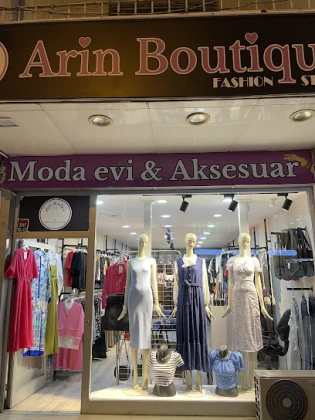 Arin Boutiqu
FASHION ST
Moda evi & Aksesuar